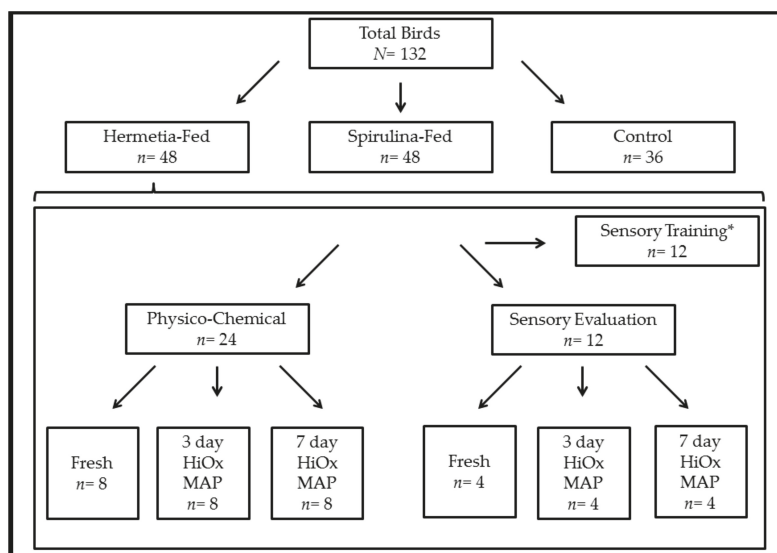 Total Birds
N= 132
Hermetia-Fed
n= 48
Spirulina-Fed
n= 48
Control
n= 36
Sensory Training*
n= 12
Physico-Chemical
n= 24
Sensory Evaluation
n= 12
Fresh
n= 8
3 day
HiOx
MAP
n= 8
7 day
HiOx
MAP
n= 8
Fresh
n= 4
3 day
HiOx
MAP
n= 4
7 day
HiOx
MAP
n= 4